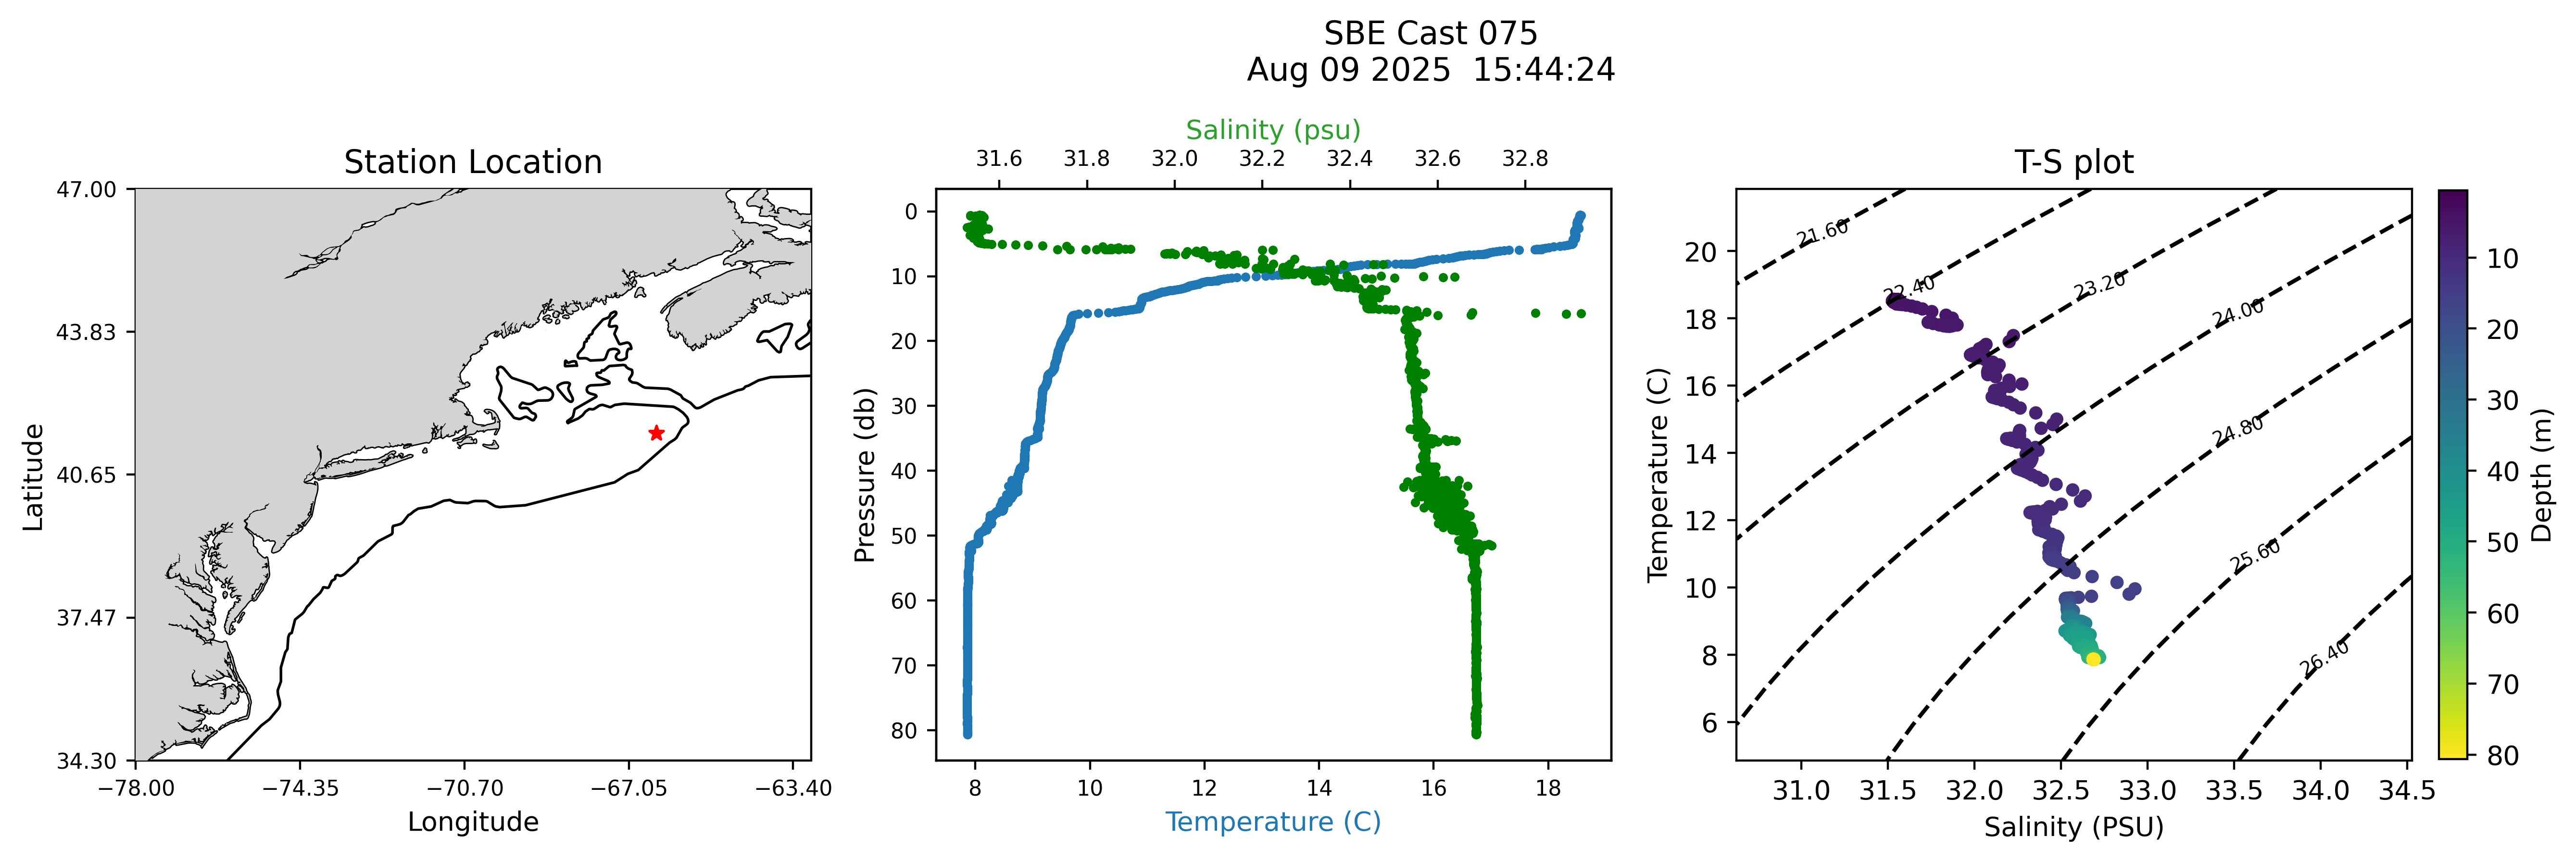 SBE Cast 075
Aug 09 2025  15:44:24
Station Location
47.00
43.83
40.65
37.47
34.30
Latitude
−78.00 −74.35 −70.70 −67.05 −63.40
Longitude
Salinity (psu)
31.6 31.8 32.0 32.2 32.4 32.6 32.8
0
10
20
30
40
50
60
70
80
Pressure (db)
8 10 12 14 16 18
Temperature (C)
T-S plot
20
18
16
14
12
10
8
6
Temperature (C)
21.60
22.40
23.20
24.00
24.80
25.60
26.40
31.0 31.5 32.0 32.5 33.0 33.5 34.0 34.5
Salinity (PSU)
10
20
30
40
50
60
70
80
Depth (m)